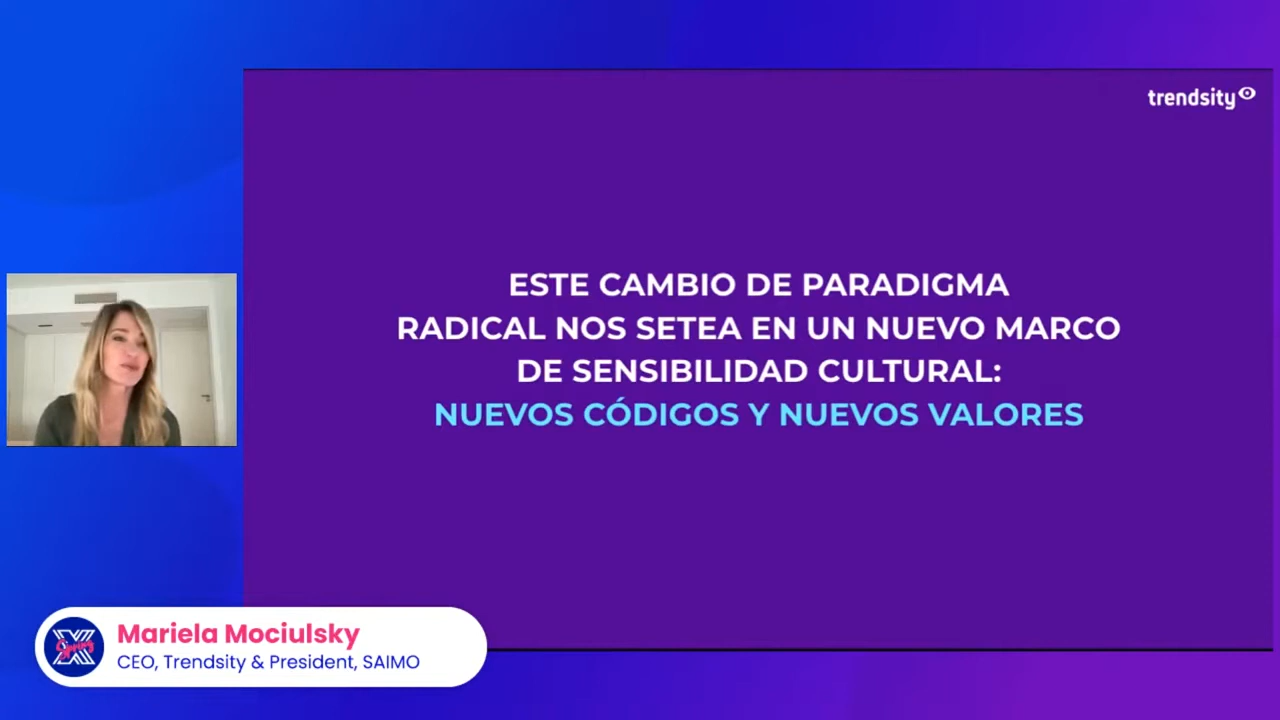 trendsity
ESTE CAMBIO DE PARADIGMA
RADICAL NOS SETEA EN UN NUEVO MARCO
DE SENSIBILIDAD CULTURAL:
NUEVOS CÓDIGOS Y NUEVOS VALORES
X
Spring
Mariela Mociulsky
CEO, Trendsity & President, SAIMO